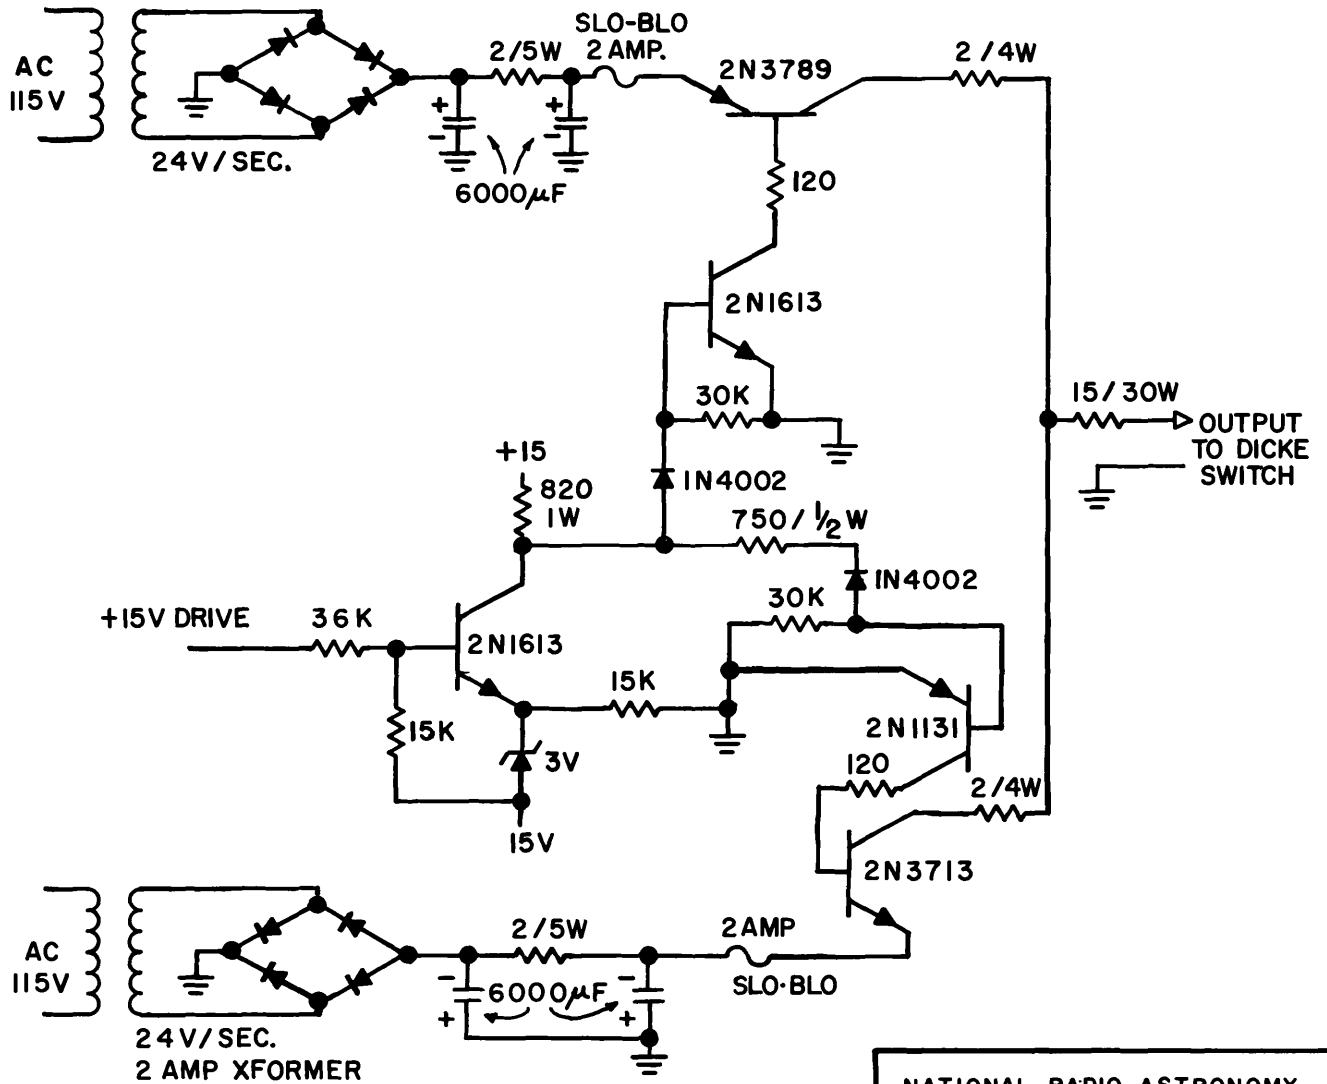 SLO-BLO
2 AMP.
2/5W
2N3789
2/4W
AC
115V
+
-
+
-
24V/SEC.
6000µF
120
2N1613
30K
15/30W
OUTPUT
TO DICKE
SWITCH
+15
820
1W
1N4002
750/½W
1N4002
30K
+15V DRIVE
36K
2N1613
15K
15K
3V
15V
2N1131
120
2/4W
2N3713
2/5W
2AMP
SLO·BLO
AC
115V
-
+
6000µF
-
+
24V/SEC.
2 AMP XFORMER
NATIONAL RADIO ASTRONOMY